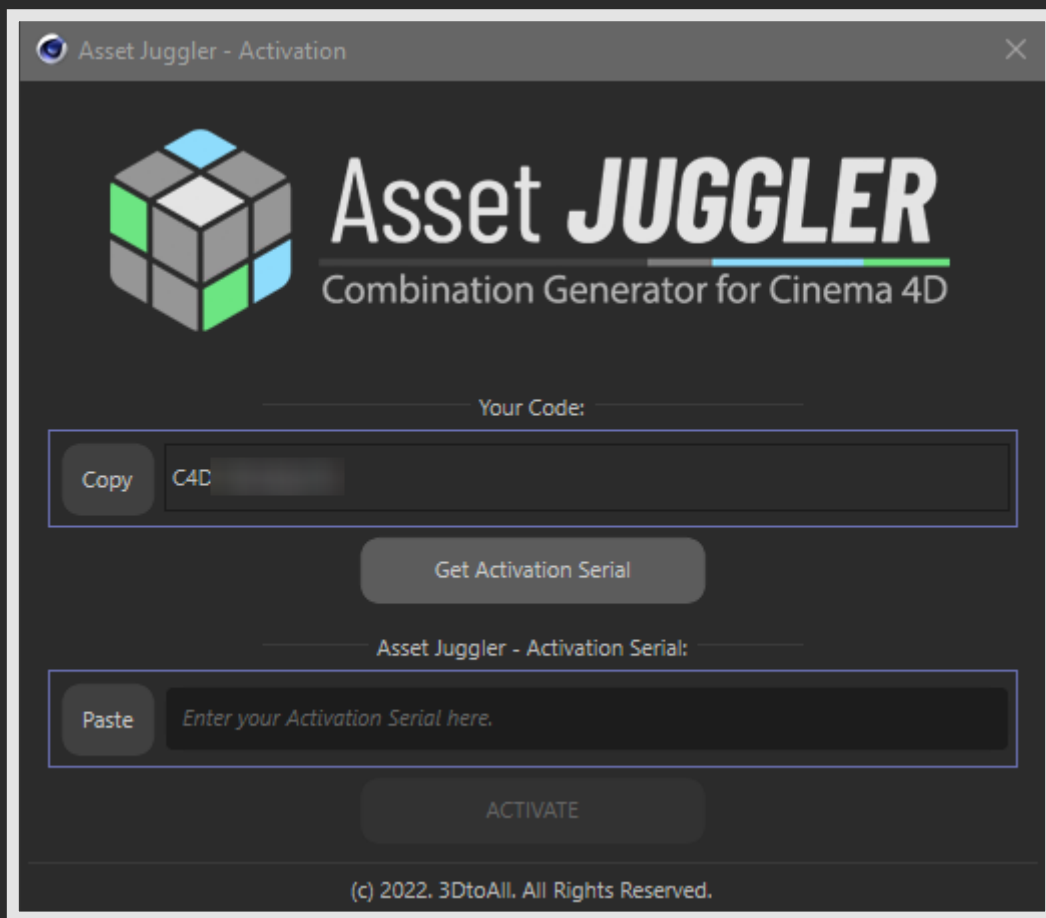 Asset Juggler - Activation
Asset JUGGLER
Combination Generator for Cinema 4D
Your Code:
Copy C4D
Get Activation Serial
Asset Juggler - Activation Serial:
Paste Enter your Activation Serial here.
ACTIVATE
(c) 2022. 3DtoAll. All Rights Reserved.